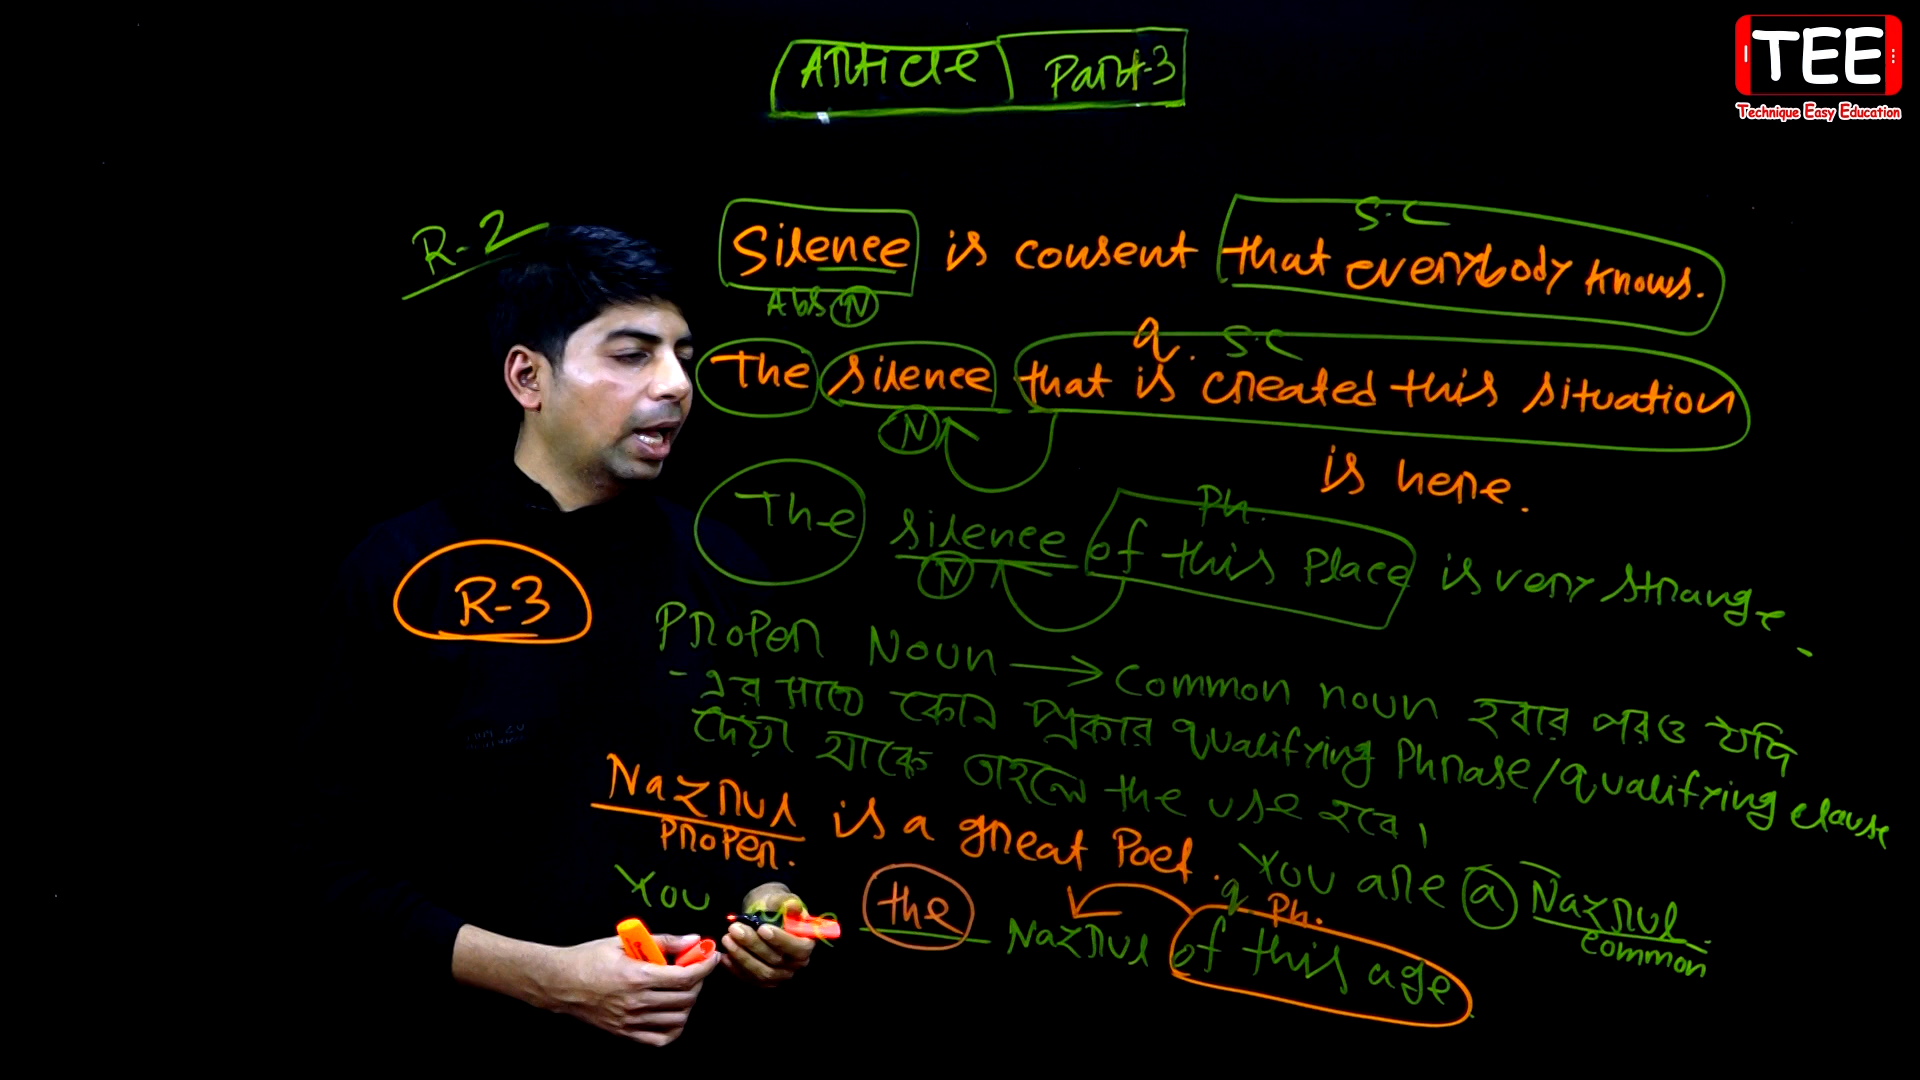 Article Part-3
TEE
Technique Easy Education
R-2
Silence is consent that everybody knows.
S.C
Abs N
q. S.C
The silence that is created this situation
N
is here.
Ph.
The silence of this place is very strange.
N
R-3
Proper Noun → common noun হবার পরও যদি
- এর সাথে কোন প্রকার qualifying Phrase/qualifying clause
দেয়া থাকে তাহলে the use হবে।
Nazrul is a great Poet. You are a Nazrul.
Proper. common
q Ph.
You are the Nazrul of this age